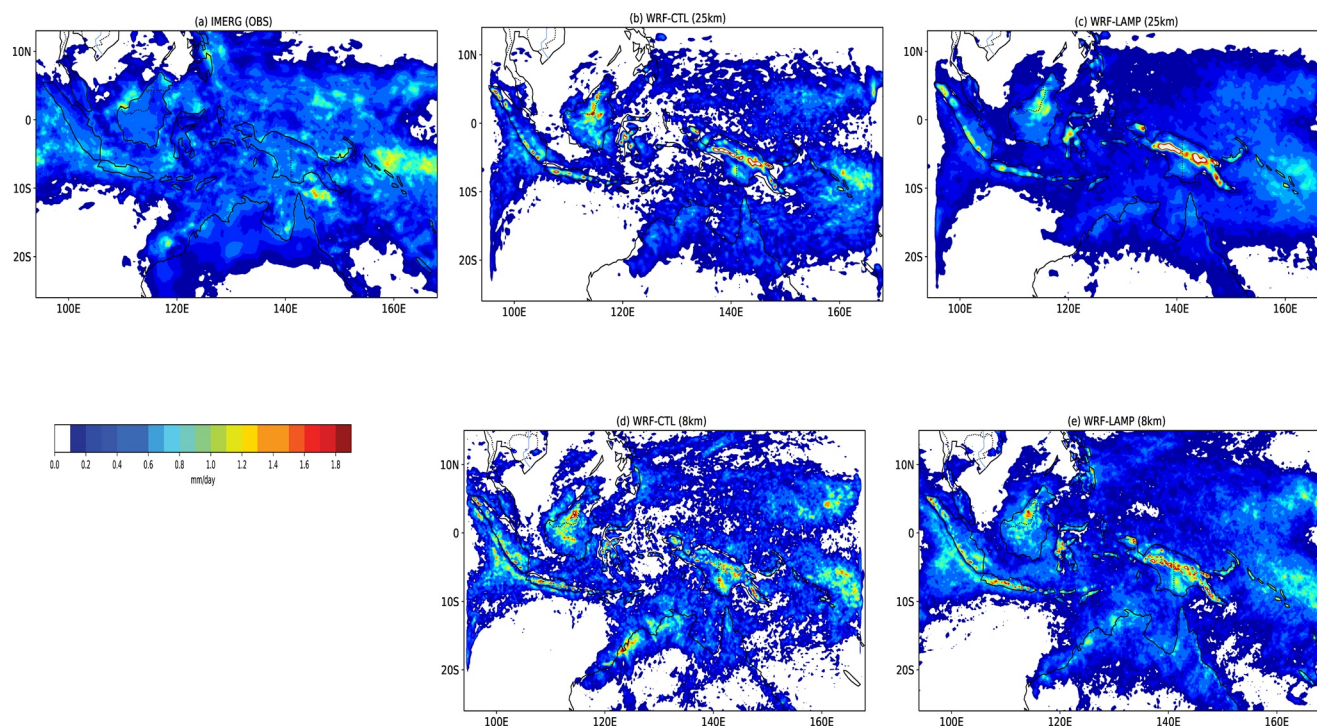 (a) IMERG (OBS)
10N
0
10S
20S
100E
120E
140E
160E
(b) WRF-CTL (25km)
10N
0
10S
20S
100E
120E
140E
160E
(c) WRF-LAMP (25km)
10N
0
10S
20S
100E
120E
140E
160E
0.0
0.2
0.4
0.6
0.8
1.0
1.2
1.4
1.6
1.8
mm/day
(d) WRF-CTL (8km)
10N
0
10S
20S
100E
120E
140E
160E
(e) WRF-LAMP (8km)
10N
0
10S
20S
100E
120E
140E
160E